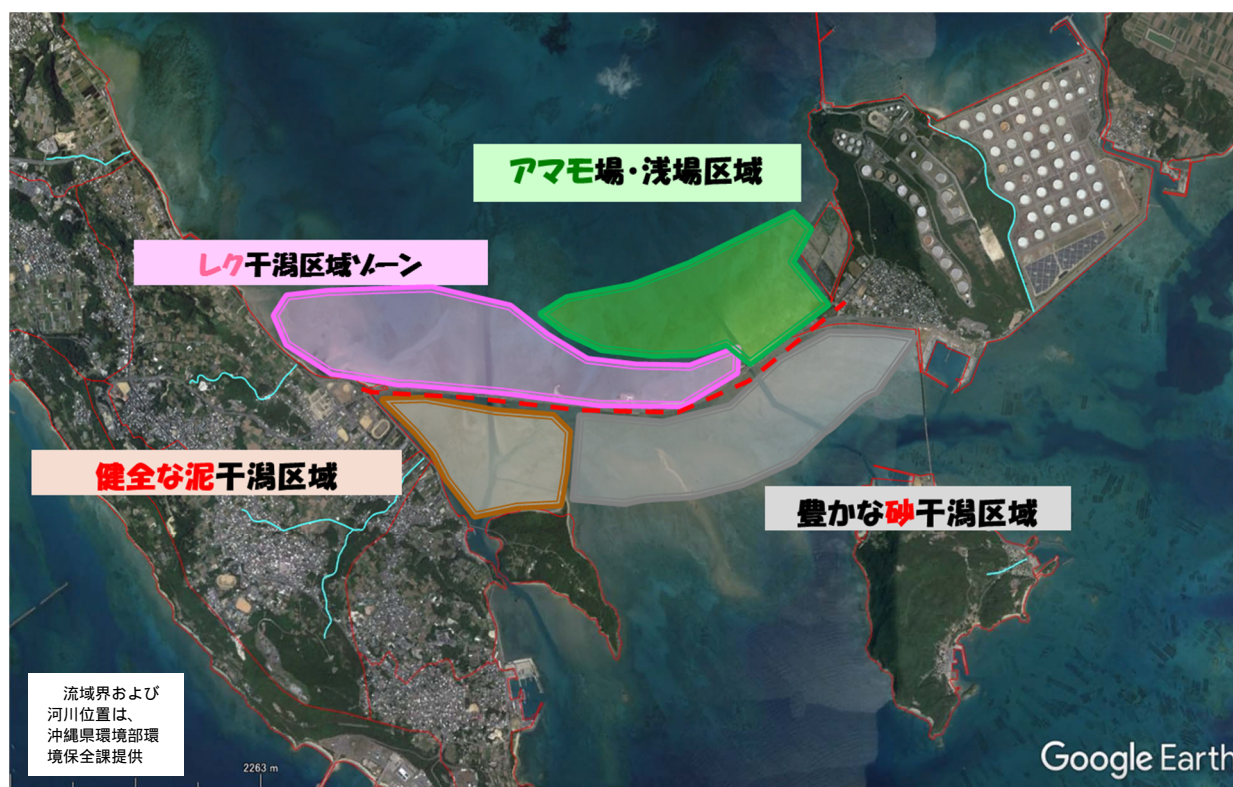 アマモ場・浅場区域
レク干潟区域ゾーン
健全な泥干潟区域
豊かな砂干潟区域
流域界および
河川位置は、
沖縄県環境部環
境保全課提供
2263 m
Google Earth